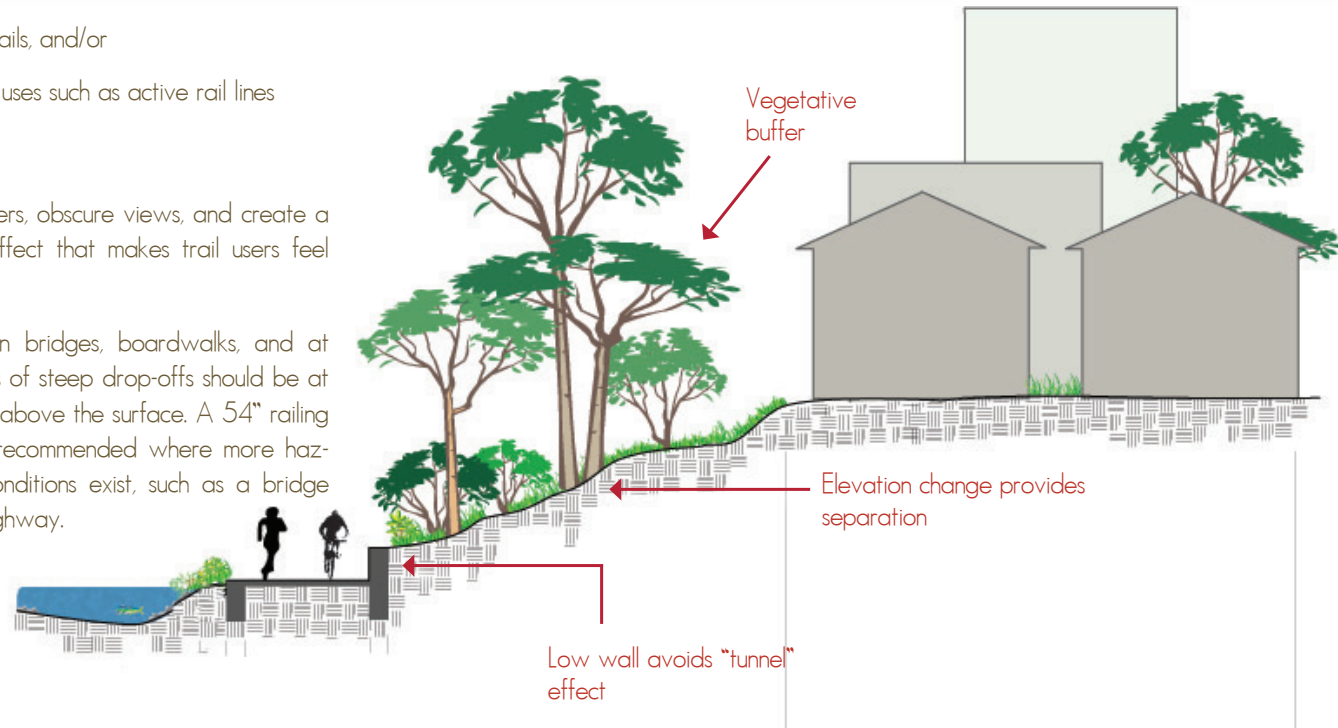 ails, and/or
uses such as active rail lines
ers, obscure views, and create a
ffect that makes trail users feel
n bridges, boardwalks, and at
s of steep drop-offs should be at
above the surface. A 54" railing
recommended where more haz-
onditions exist, such as a bridge
ghway.
Vegetative
buffer
Elevation change provides
separation
Low wall avoids "tunnel"
effect